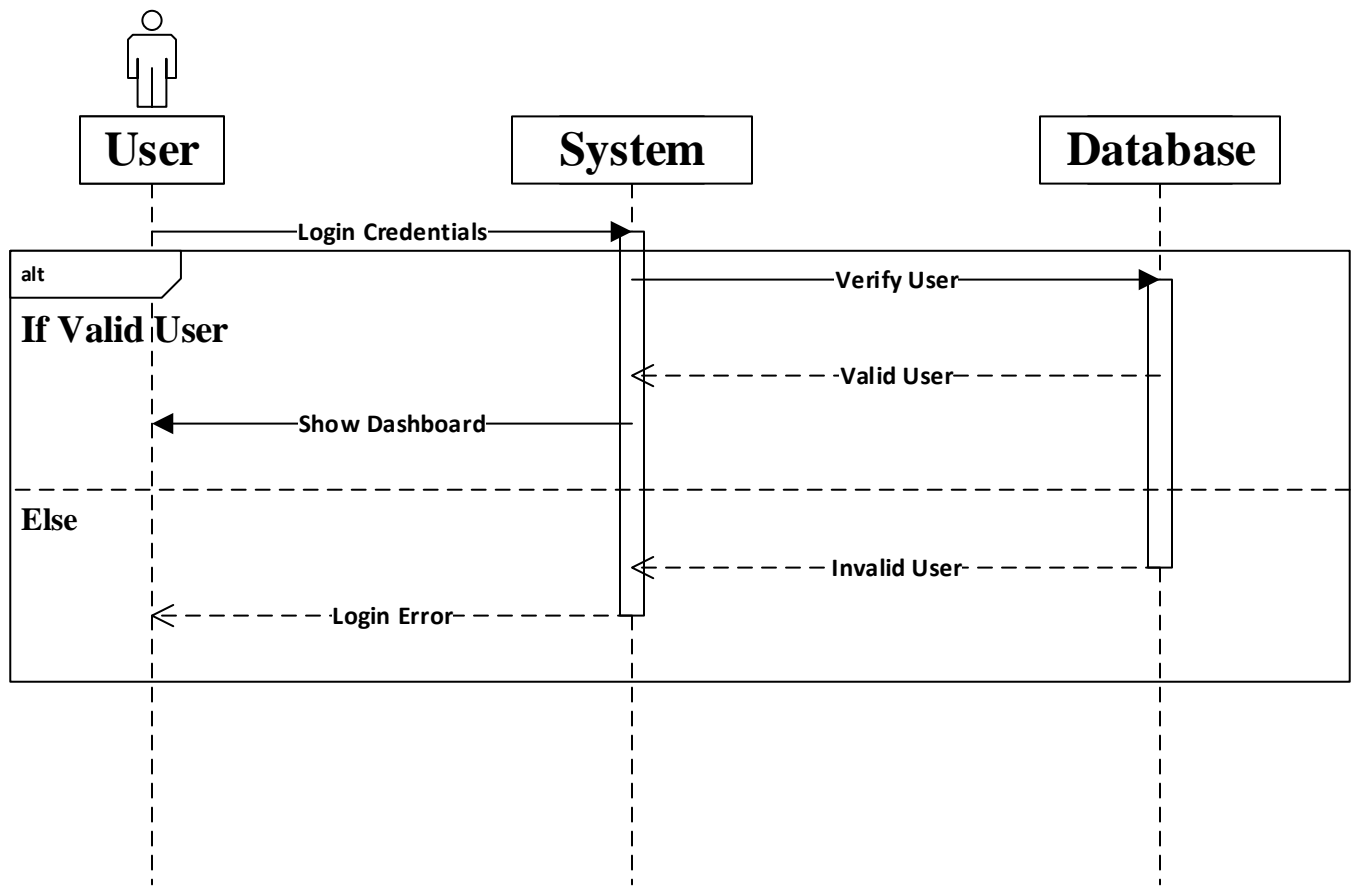 User
System
Database
Login Credentials
alt
Verify User
If Valid User
Valid User
Show Dashboard
Else
Invalid User
Login Error